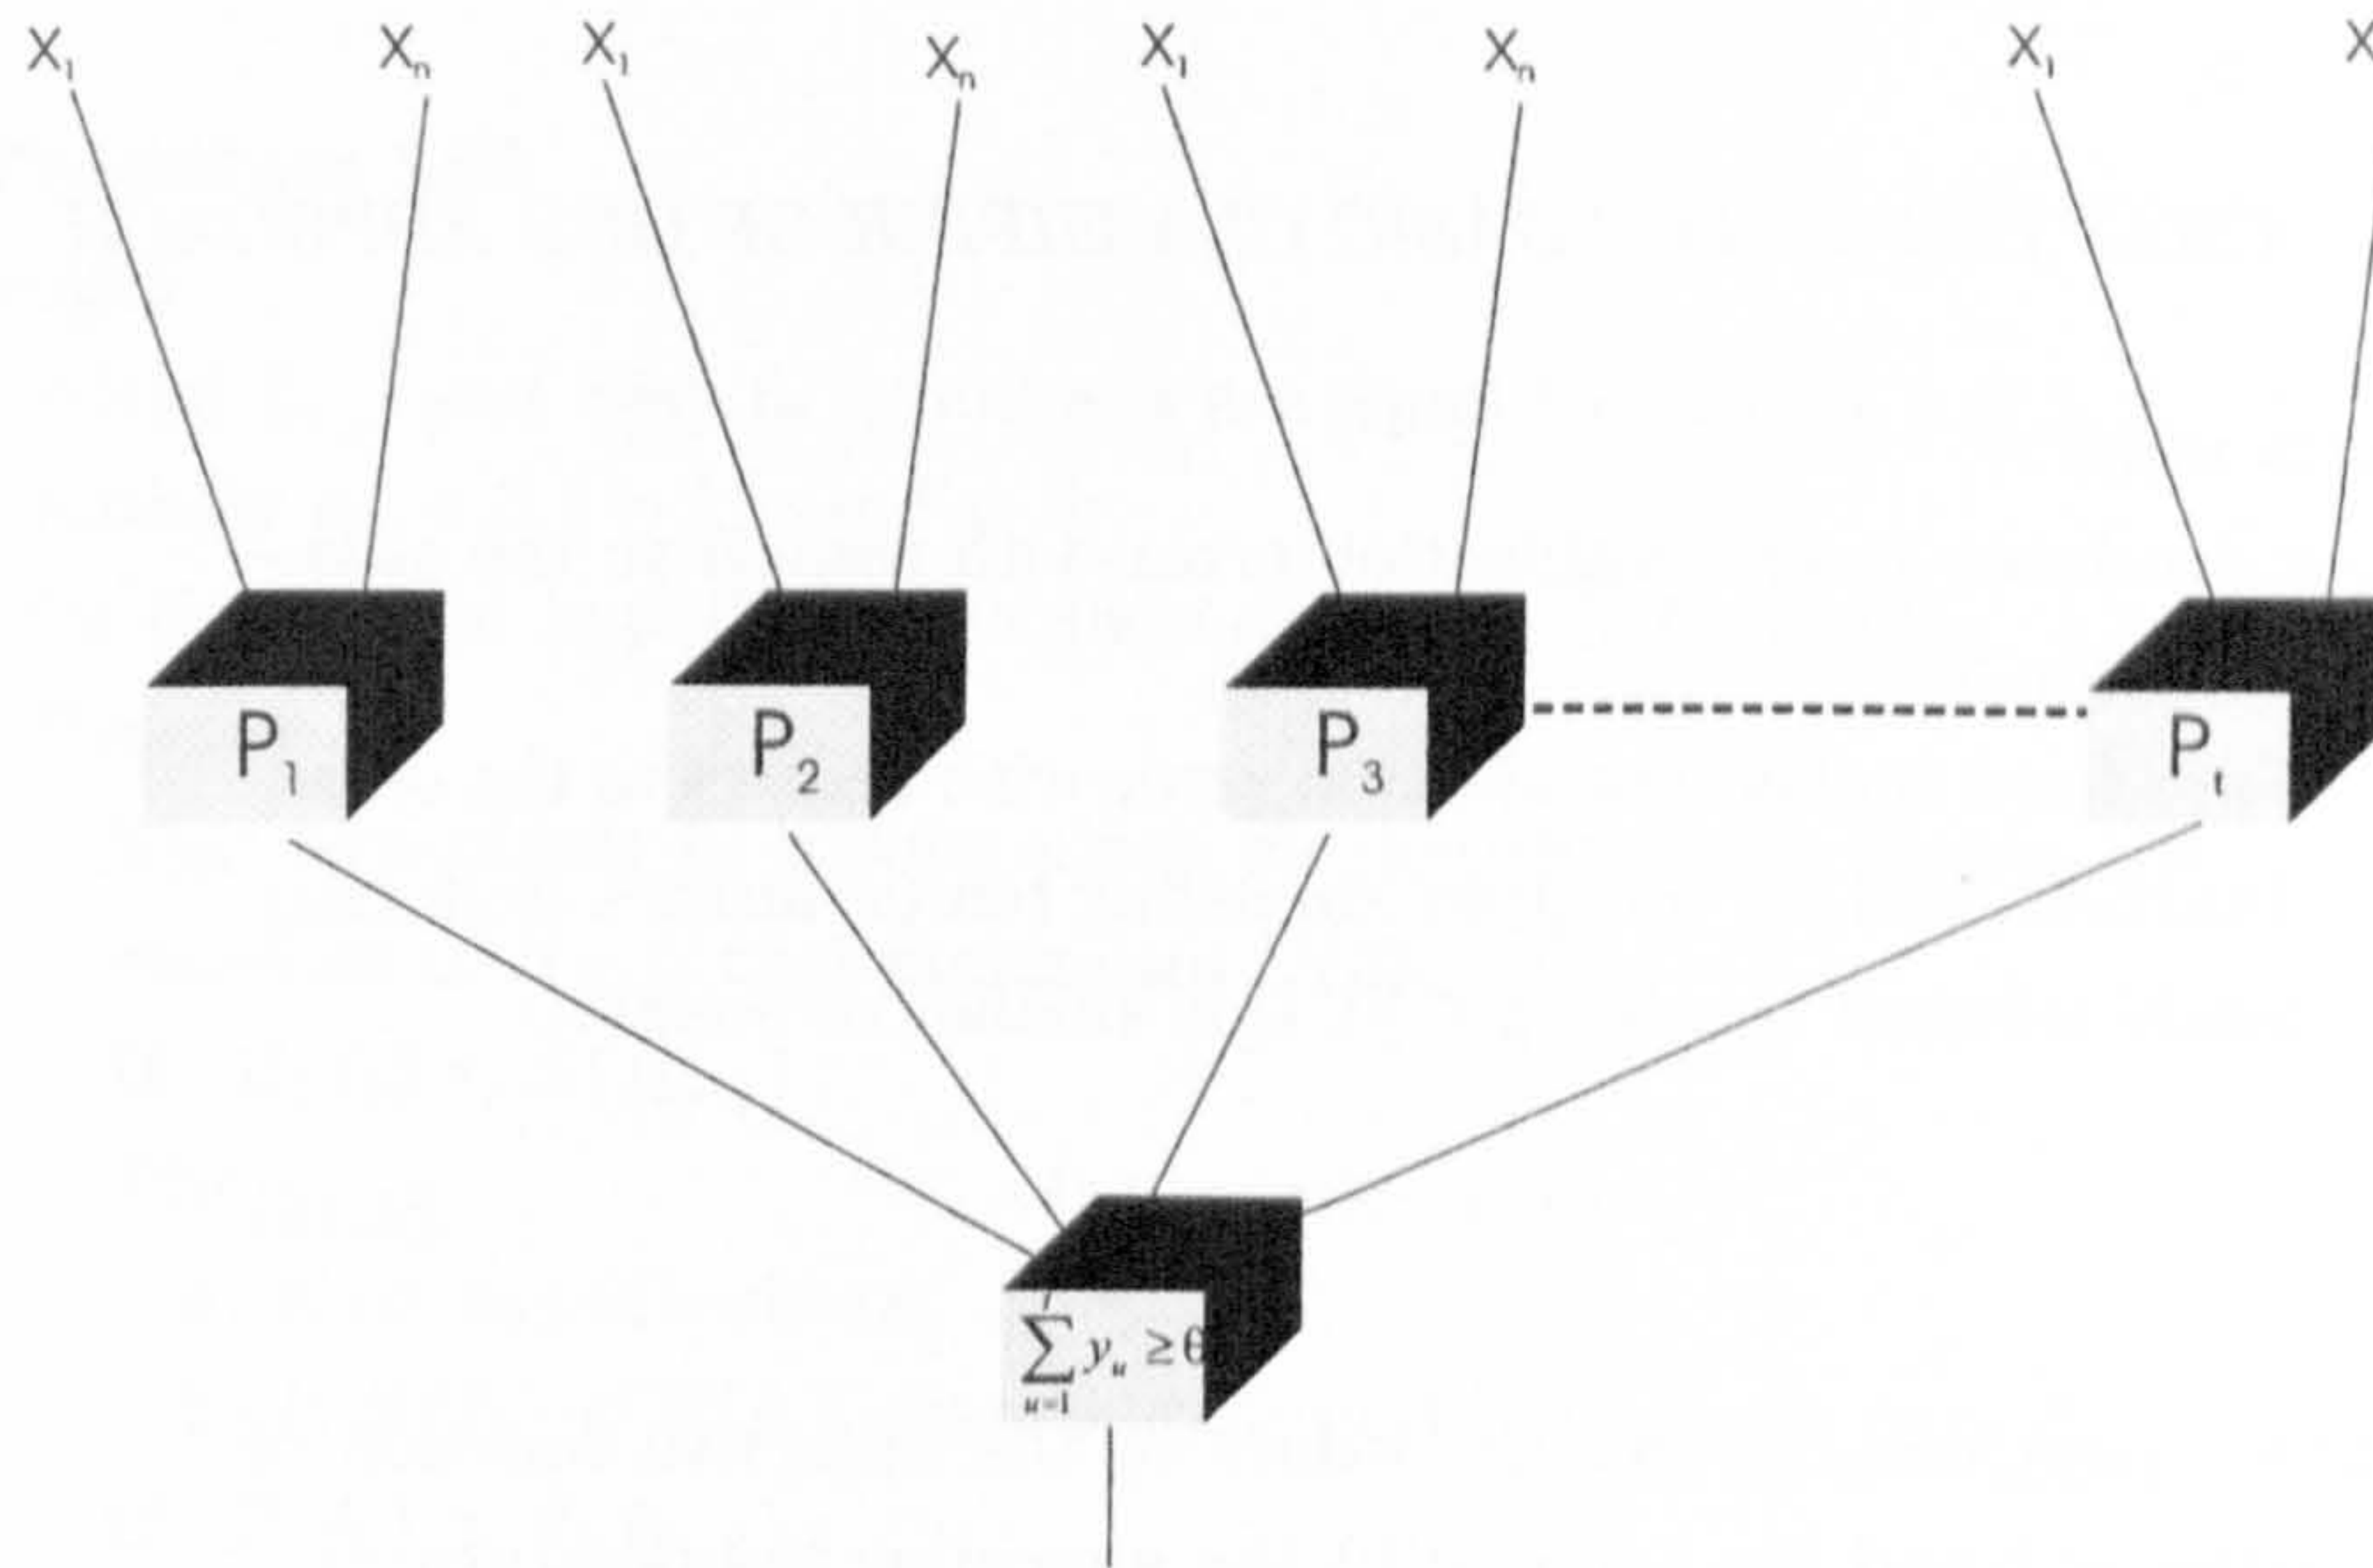 X₁ Xₙ X₁ Xₙ X₁ Xₙ X₁ X
P₁ P₂ P₃ Pₜ
∑ᵤ₌₁ yᵤ ≥ θ